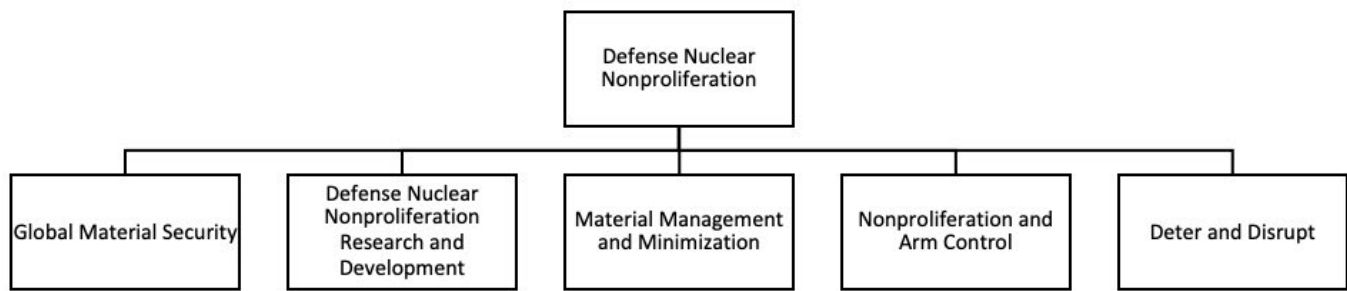 Defense Nuclear
Nonproliferation
Global Material Security
Defense Nuclear
Nonproliferation
Research and
Development
Material Management
and Minimization
Nonproliferation and
Arm Control
Deter and Disrupt